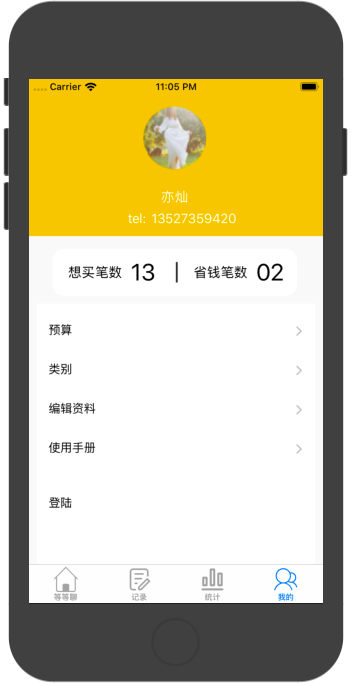 Carrier 11:05 PM
亦灿
tel: 13527359420
想买笔数 13 | 省钱笔数 02
预算
类别
编辑资料
使用手册
登陆
等等聊 记录 统计 我的